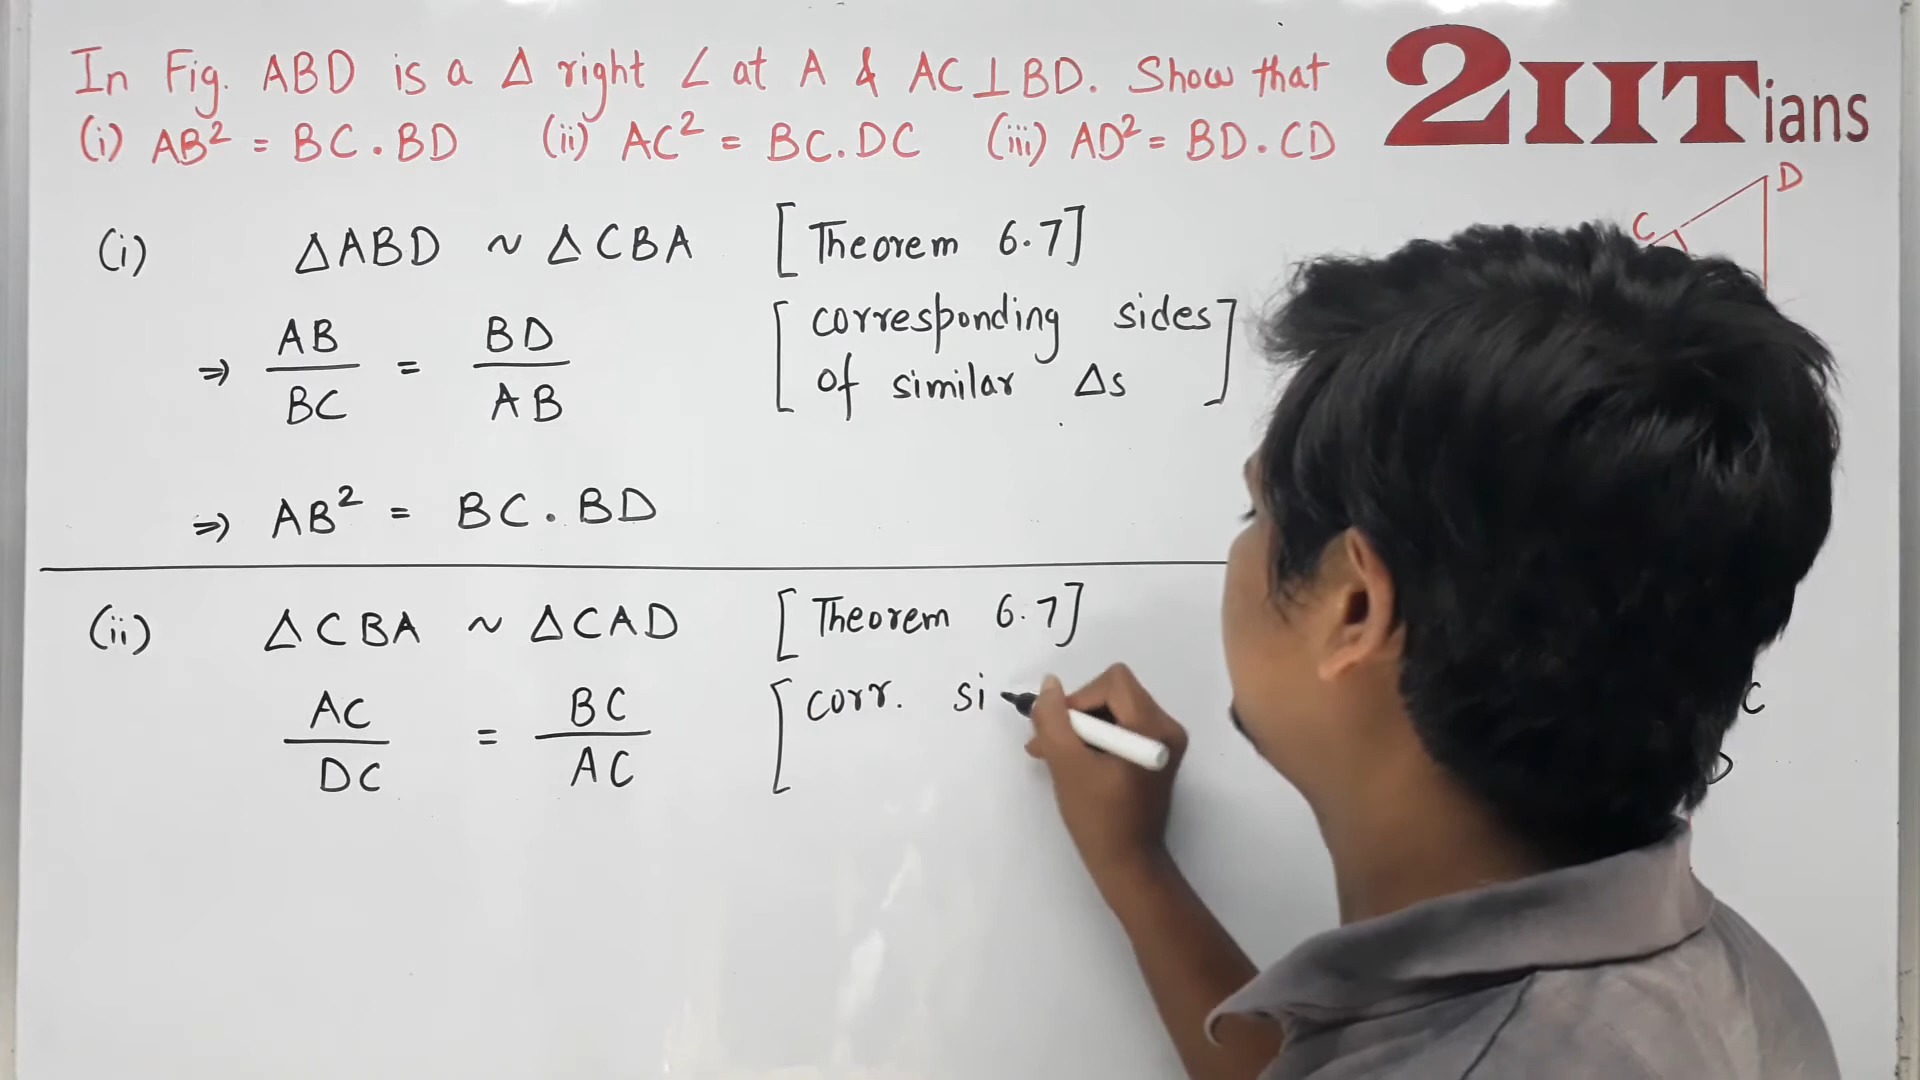 In Fig. ABD is a Δ right ∠ at A & AC⊥BD. Show that
(i) AB² = BC.BD (ii) AC² = BC.DC (iii) AD² = BD.CD
2IITians
D
C
(i) ΔABD ~ ΔCBA [Theorem 6.7]
⇒ AB/BC = BD/AB [corresponding sides
of similar Δs]
⇒ AB² = BC.BD
(ii) ΔCBA ~ ΔCAD [Theorem 6.7]
AC/DC = BC/AC [corr. si
C